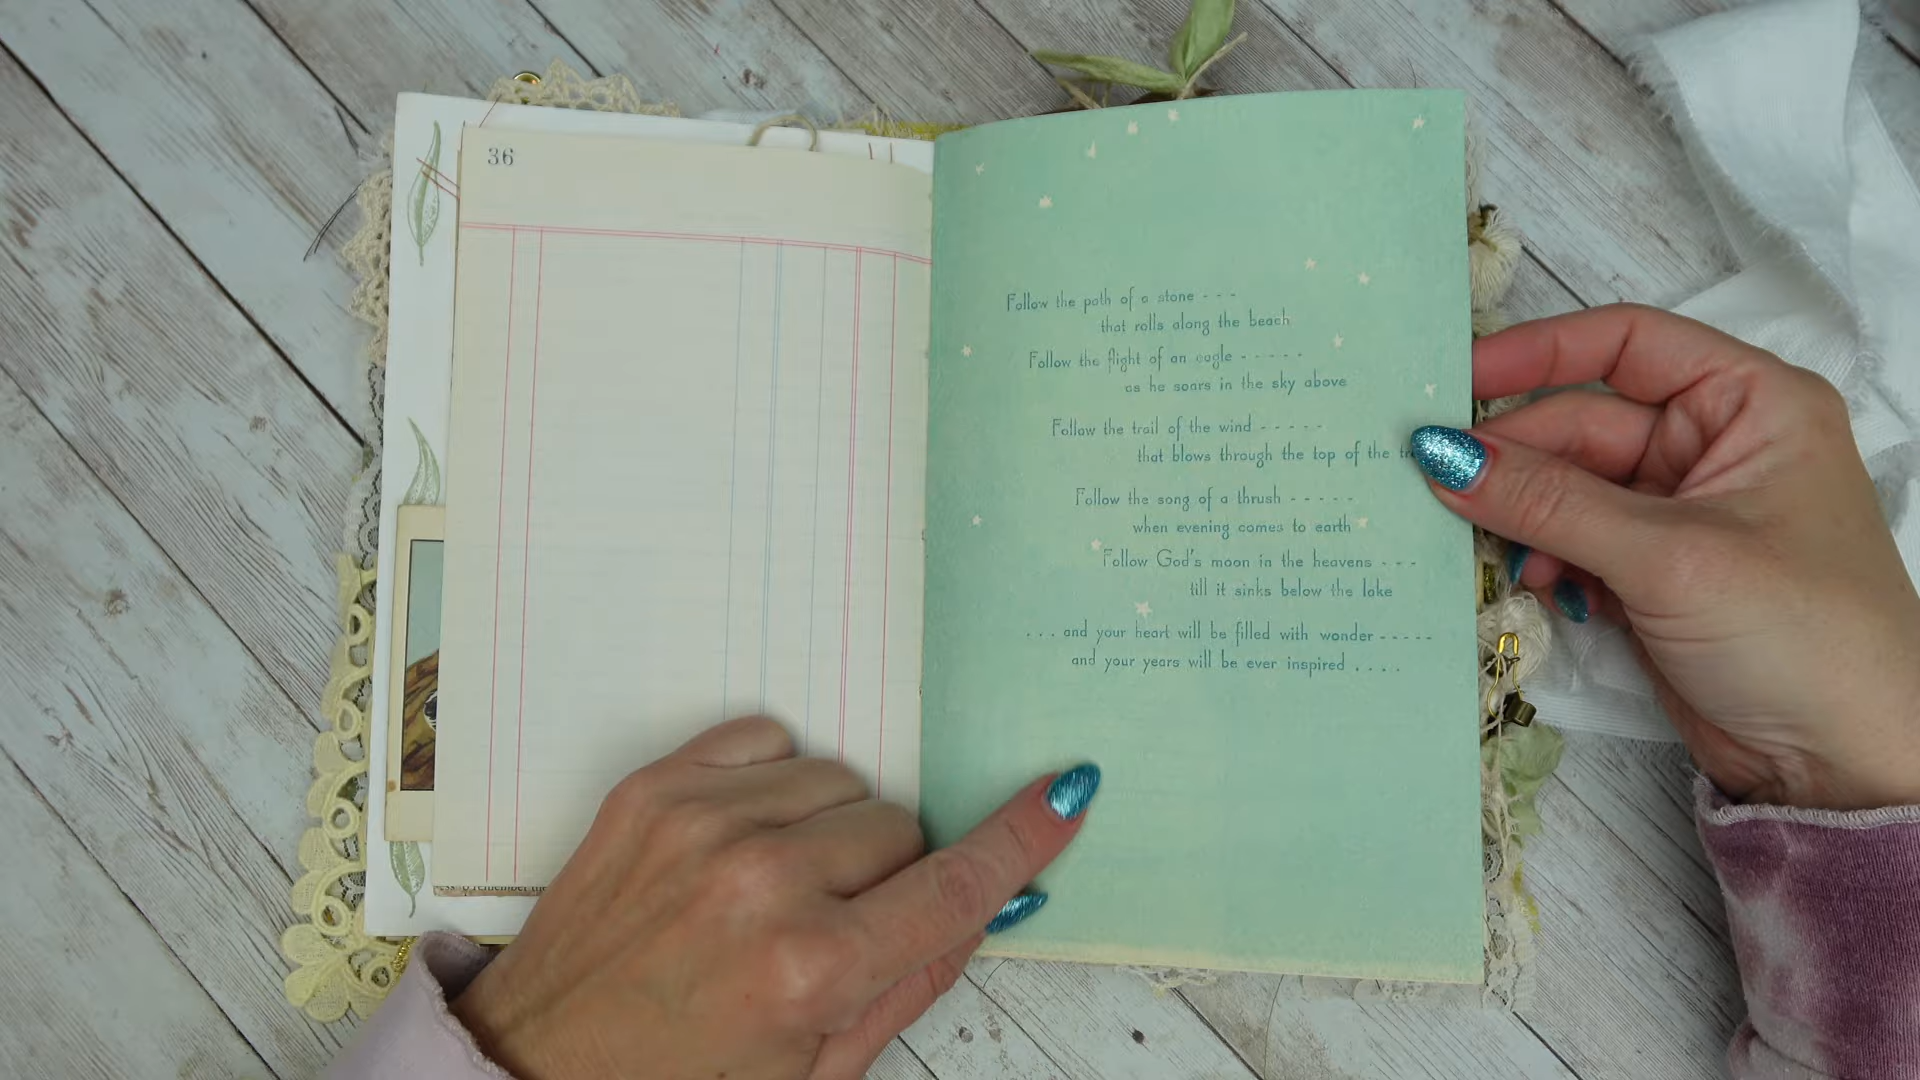 36
Follow the path of a stone - - -
that rolls along the beach
Follow the flight of an eagle - - - - -
as he soars in the sky above
Follow the trail of the wind - - - - -
that blows through the top of the
Follow the song of a thrush - - - - -
when evening comes to earth
Follow God's moon in the heavens - - -
till it sinks below the lake
. . . and your heart will be filled with wonder - - - - -
and your years will be ever inspired . . . .
remember the